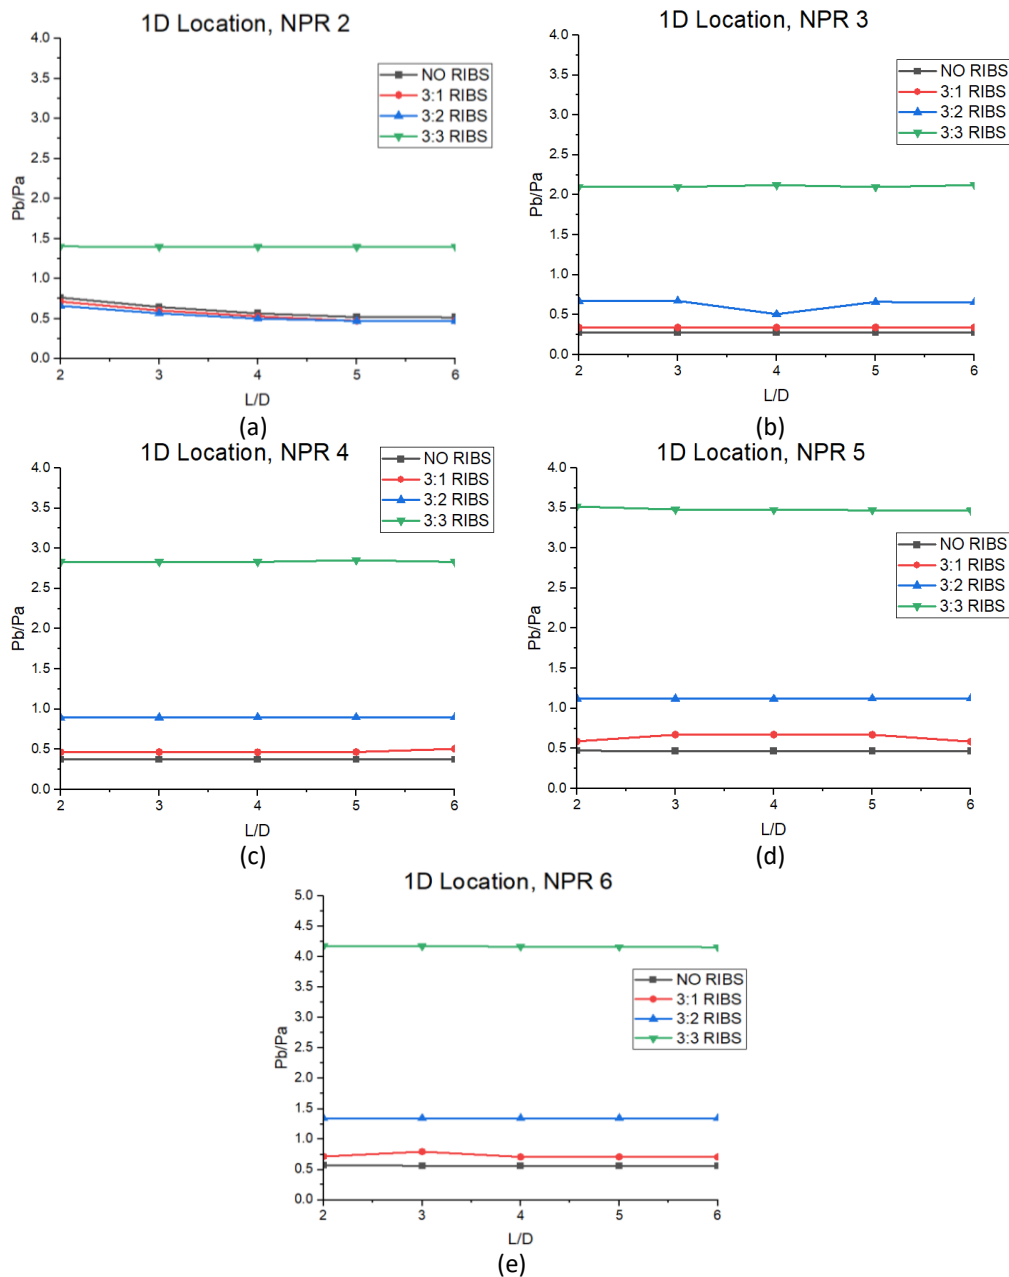 1D Location, NPR 2
4.0
3.5
3.0
2.5
2.0
1.5
1.0
0.5
0.0
Pb/Pa
NO RIBS
3:1 RIBS
3:2 RIBS
3:3 RIBS
2 3 4 5 6
L/D
(a)
1D Location, NPR 3
4.0
3.5
3.0
2.5
2.0
1.5
1.0
0.5
0.0
Pb/Pa
NO RIBS
3:1 RIBS
3:2 RIBS
3:3 RIBS
2 3 4 5 6
L/D
(b)
1D Location, NPR 4
4.0
3.5
3.0
2.5
2.0
1.5
1.0
0.5
0.0
Pb/Pa
NO RIBS
3:1 RIBS
3:2 RIBS
3:3 RIBS
2 3 4 5 6
L/D
(c)
1D Location, NPR 5
4.0
3.5
3.0
2.5
2.0
1.5
1.0
0.5
0.0
Pb/Pa
NO RIBS
3:1 RIBS
3:2 RIBS
3:3 RIBS
2 3 4 5 6
L/D
(d)
1D Location, NPR 6
5.0
4.5
4.0
3.5
3.0
2.5
2.0
1.5
1.0
0.5
0.0
Pb/Pa
NO RIBS
3:1 RIBS
3:2 RIBS
3:3 RIBS
2 3 4 5 6
L/D
(e)